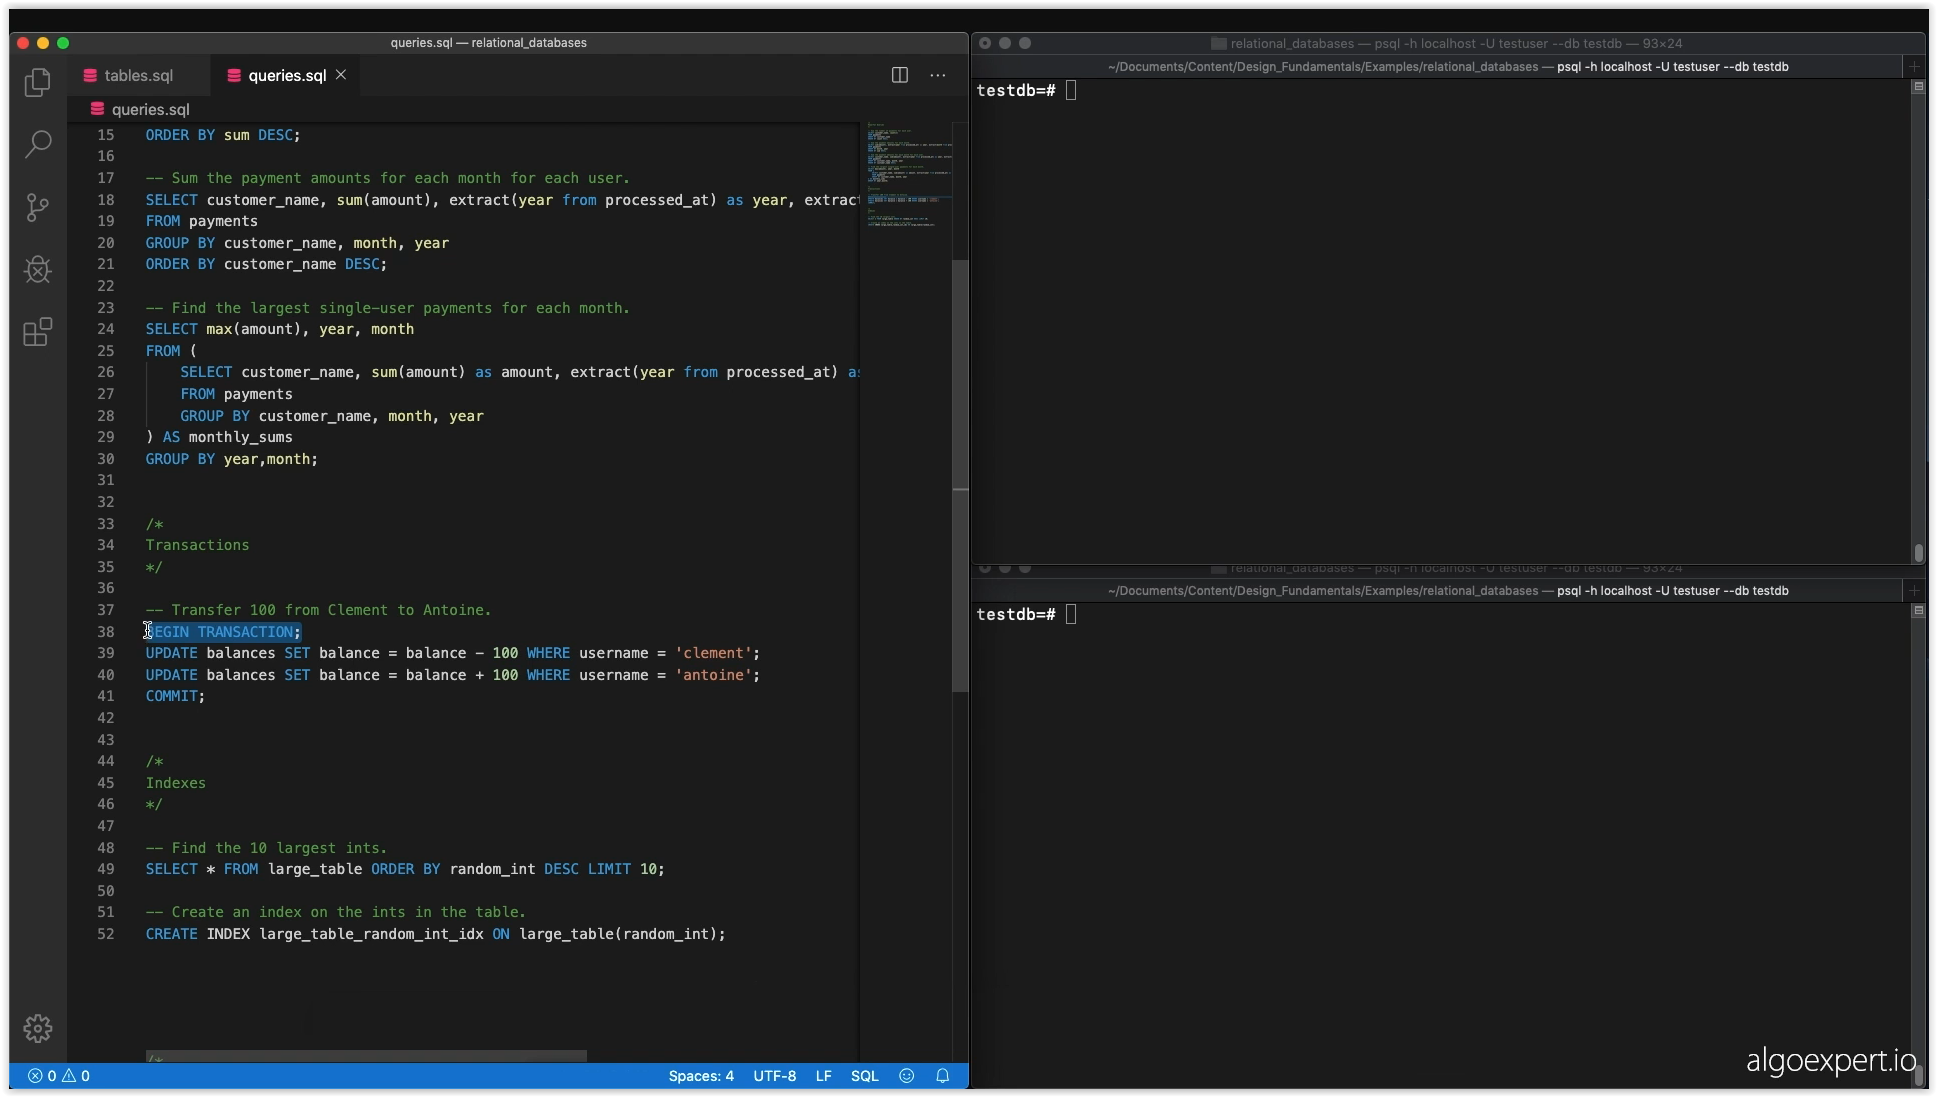 queries.sql — relational_databases
tables.sql
queries.sql
queries.sql
15 ORDER BY sum DESC;
16
17 -- Sum the payment amounts for each month for each user.
18 SELECT customer_name, sum(amount), extract(year from processed_at) as year, extract
19 FROM payments
20 GROUP BY customer_name, month, year
21 ORDER BY customer_name DESC;
22
23 -- Find the largest single-user payments for each month.
24 SELECT max(amount), year, month
25 FROM (
26 SELECT customer_name, sum(amount) as amount, extract(year from processed_at) as
27 FROM payments
28 GROUP BY customer_name, month, year
29 ) AS monthly_sums
30 GROUP BY year,month;
31
32
33 /*
34 Transactions
35 */
36
37 -- Transfer 100 from Clement to Antoine.
38 BEGIN TRANSACTION;
39 UPDATE balances SET balance = balance - 100 WHERE username = 'clement';
40 UPDATE balances SET balance = balance + 100 WHERE username = 'antoine';
41 COMMIT;
42
43
44 /*
45 Indexes
46 */
47
48 -- Find the 10 largest ints.
49 SELECT * FROM large_table ORDER BY random_int DESC LIMIT 10;
50
51 -- Create an index on the ints in the table.
52 CREATE INDEX large_table_random_int_idx ON large_table(random_int);
/*
0 0
Spaces: 4 UTF-8 LF SQL
relational_databases — psql -h localhost -U testuser --db testdb — 93×24
~/Documents/Content/Design_Fundamentals/Examples/relational_databases — psql -h localhost -U testuser --db testdb
testdb=#
relational_databases — psql -h localhost -U testuser --db testdb — 93×24
~/Documents/Content/Design_Fundamentals/Examples/relational_databases — psql -h localhost -U testuser --db testdb
testdb=#
algoexpert.io